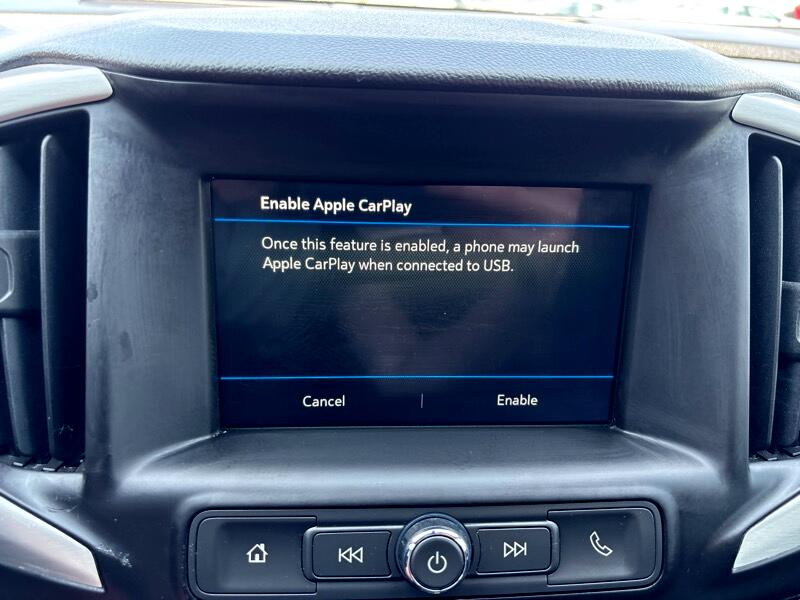 Enable Apple CarPlay
Once this feature is enabled, a phone may launch
Apple CarPlay when connected to USB.
Cancel | Enable